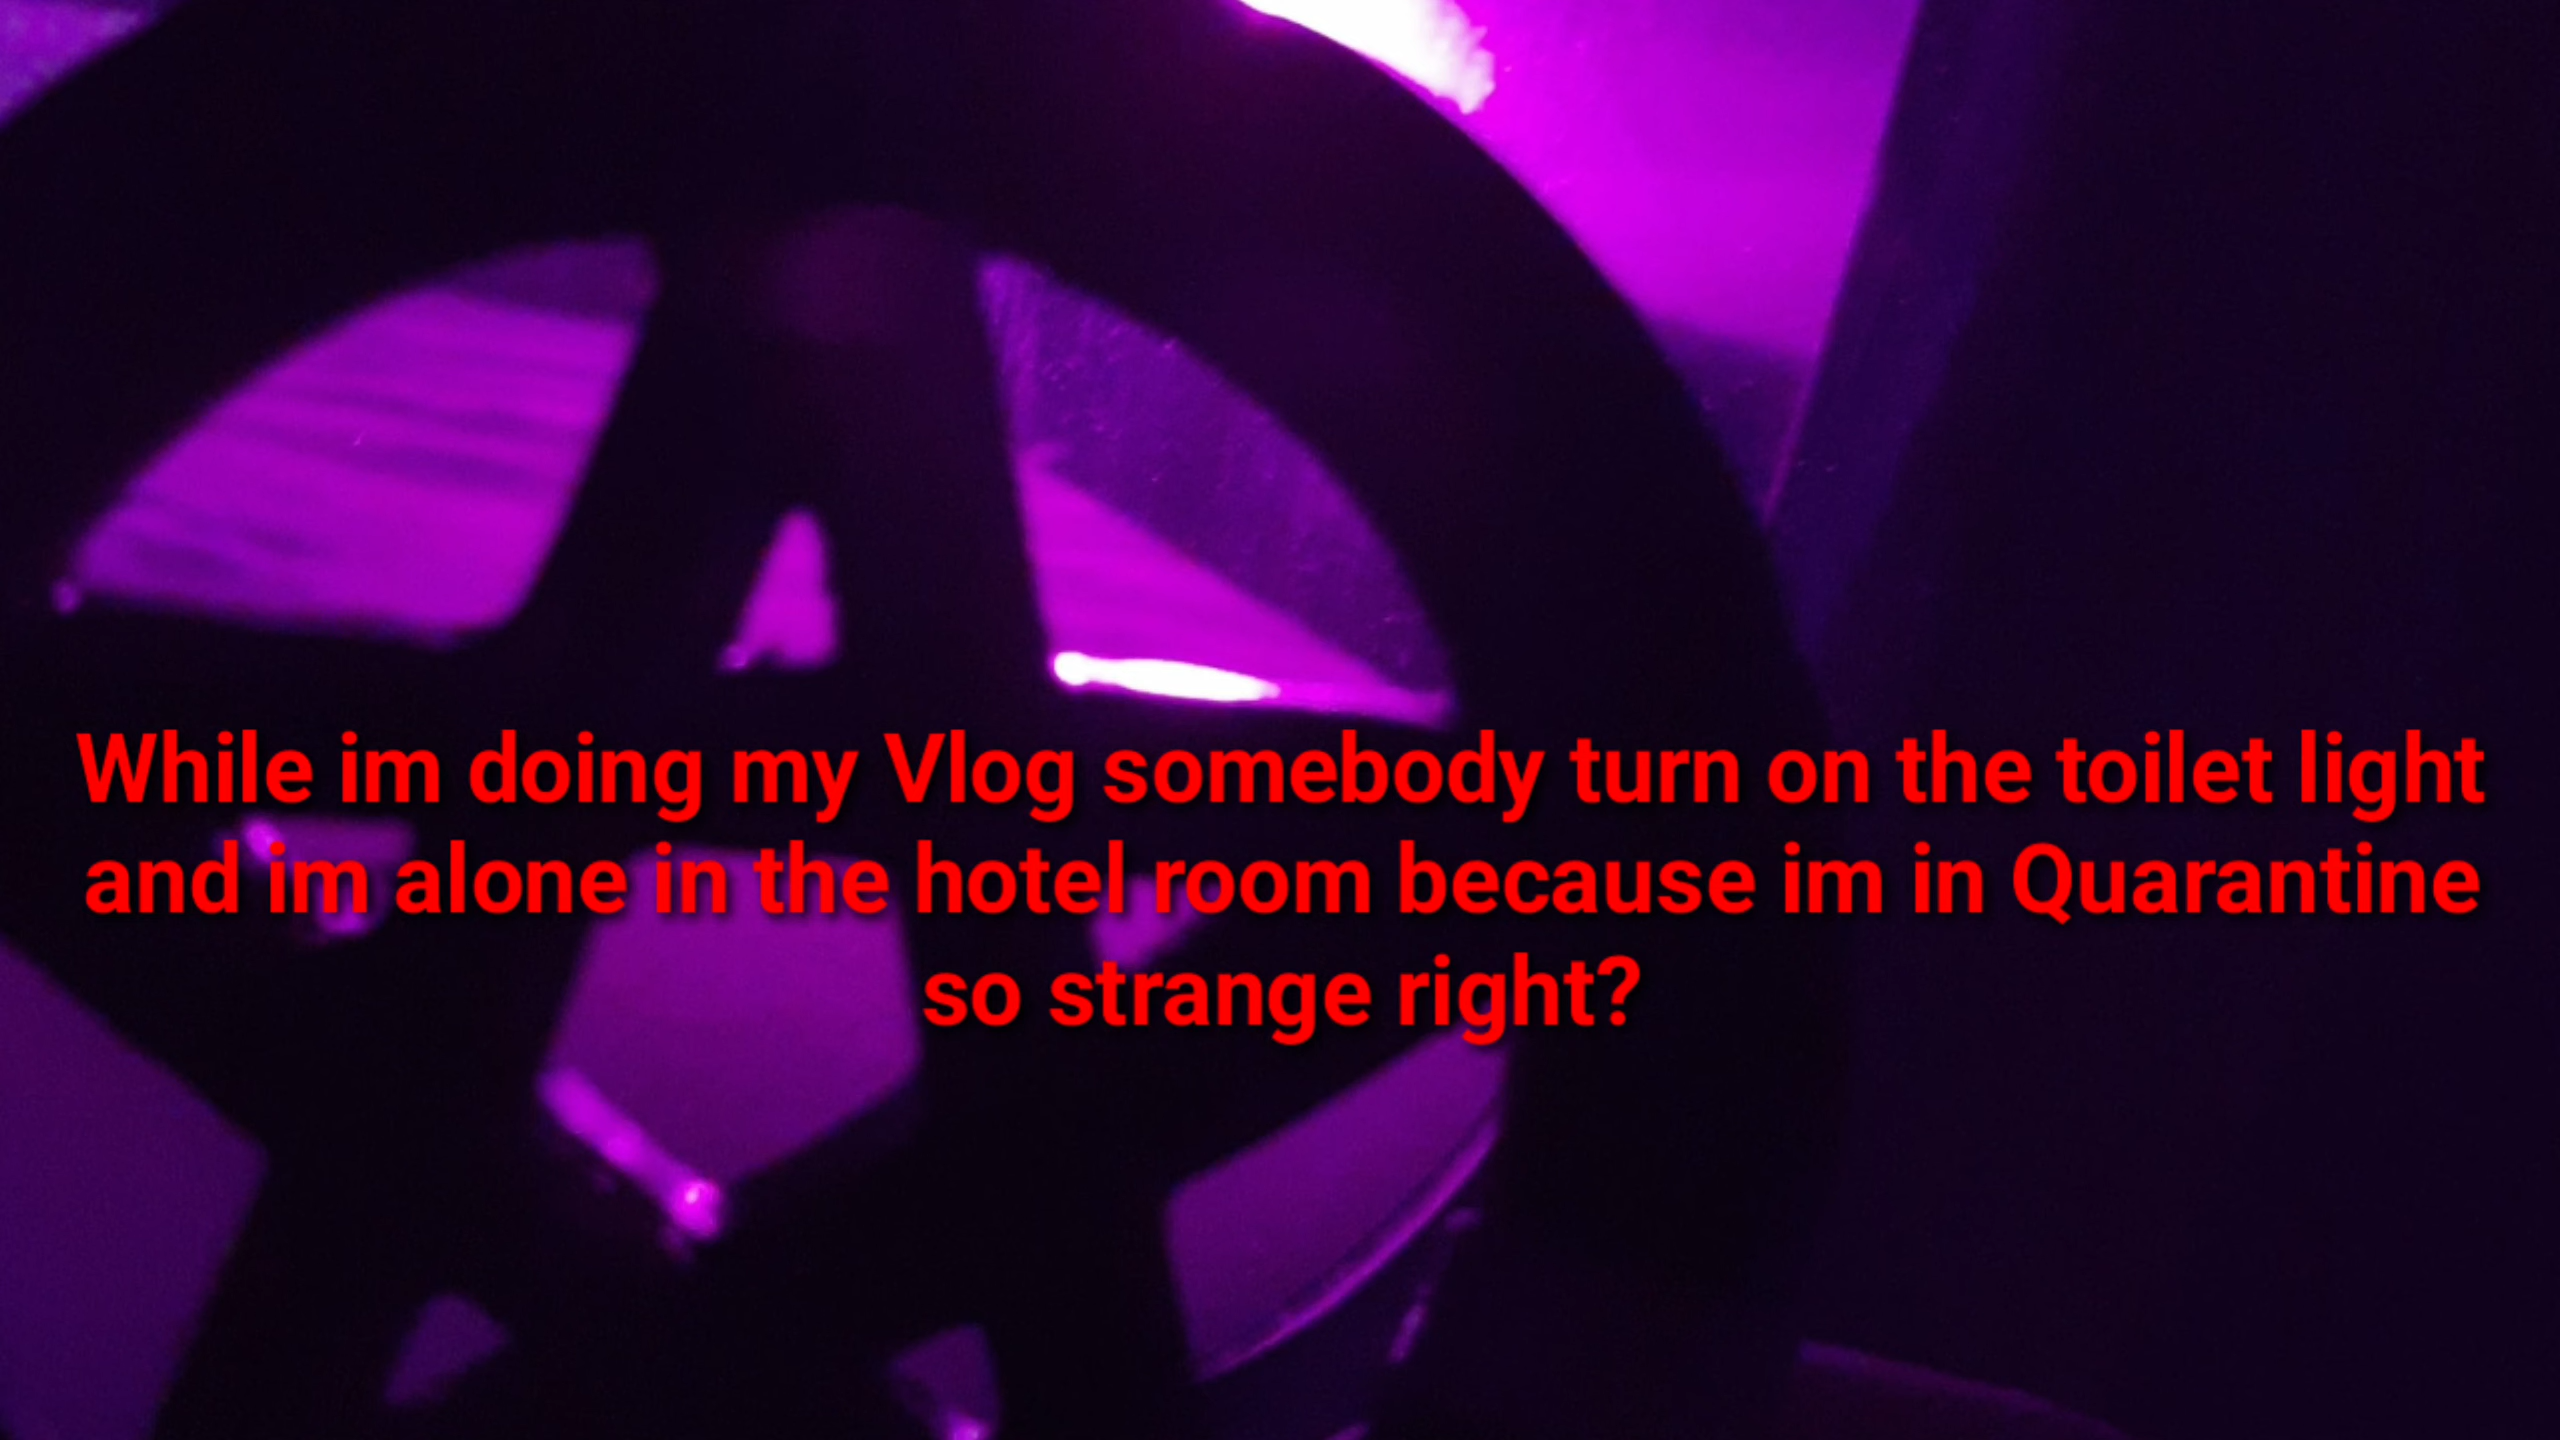 While im doing my Vlog somebody turn on the toilet light
and im alone in the hotel room because im in Quarantine
so strange right?